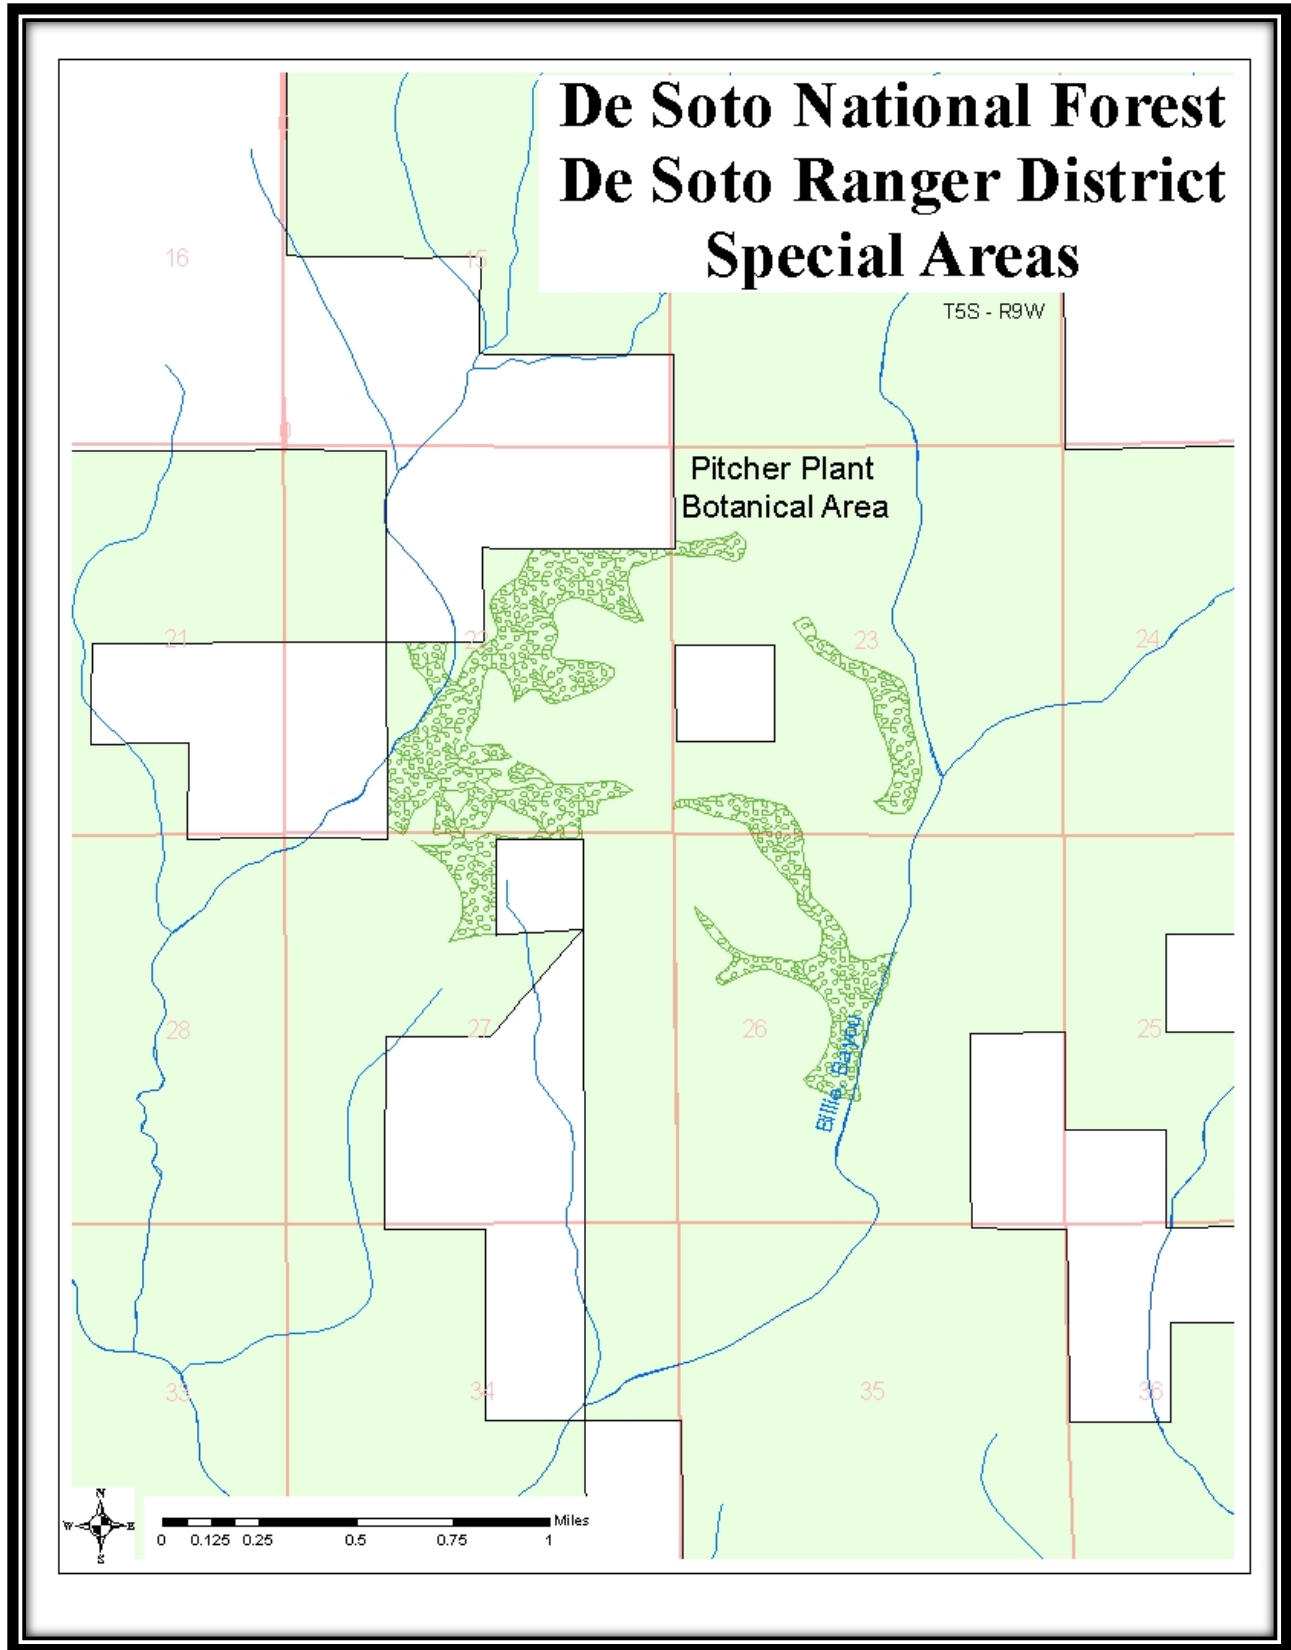 De Soto National Forest
De Soto Ranger District
Special Areas
T5S - R9W
16
15
Pitcher Plant
Botanical Area
21
22
23
24
28
27
26
25
Billie Bayou
33
34
35
36
N
W E
S
Miles
0 0.125 0.25 0.5 0.75 1